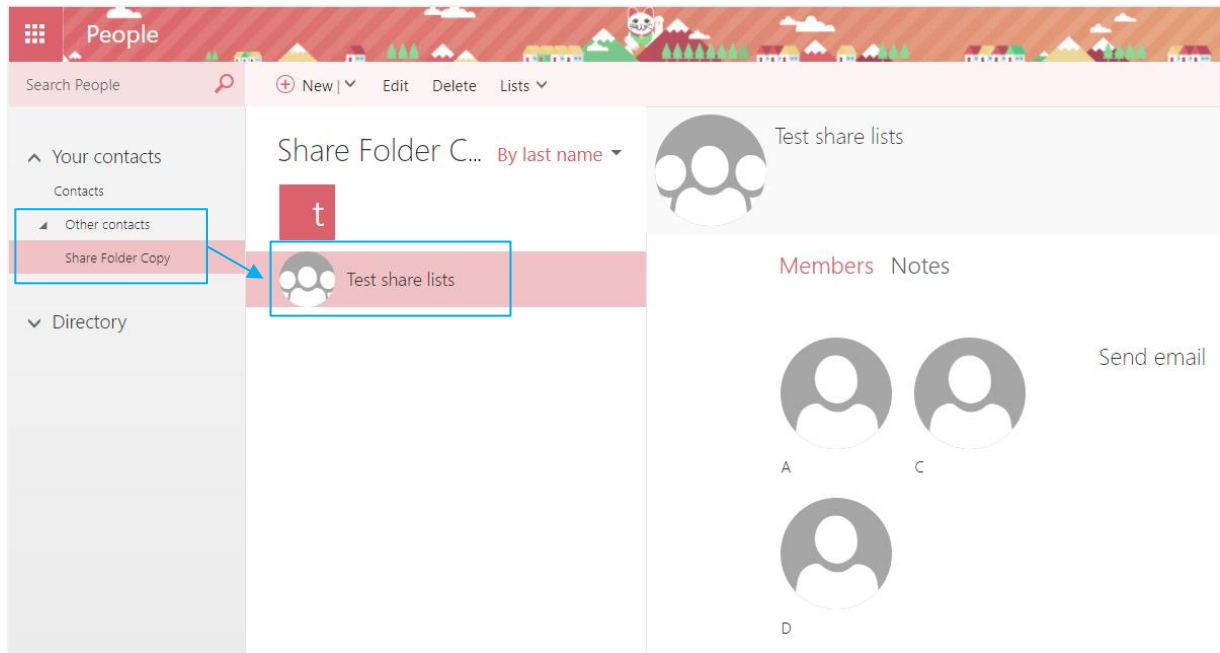 People
Search People
New | Edit Delete Lists
Your contacts
Contacts
Other contacts
Share Folder Copy
Directory
Share Folder C... By last name
t
Test share lists
Test share lists
Members Notes
A C
D
Send email